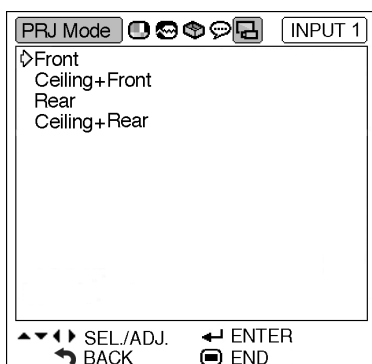 PRJ Mode INPUT 1
Front
Ceiling+Front
Rear
Ceiling+Rear
SEL./ADJ. ENTER
BACK END